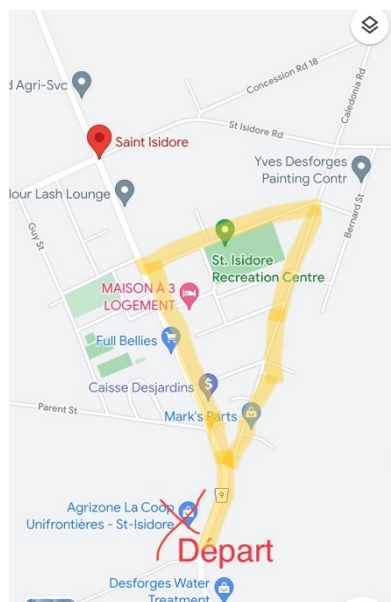 Concession Rd 18
Caledonia Rd
d Agri-Svc
St Isidore Rd
Saint Isidore
Yves Desforges
Painting Contr
lour Lash Lounge
Bernard St
Guy St
St. Isidore
Recreation Centre
MAISON À 3
LOGEMENT
Full Bellies
Caisse Desjardins
$
Parent St
Mark's Parts
9
Agrizone La Coop
Unifrontières - St-Isidore
Départ
Desforges Water
Treatment